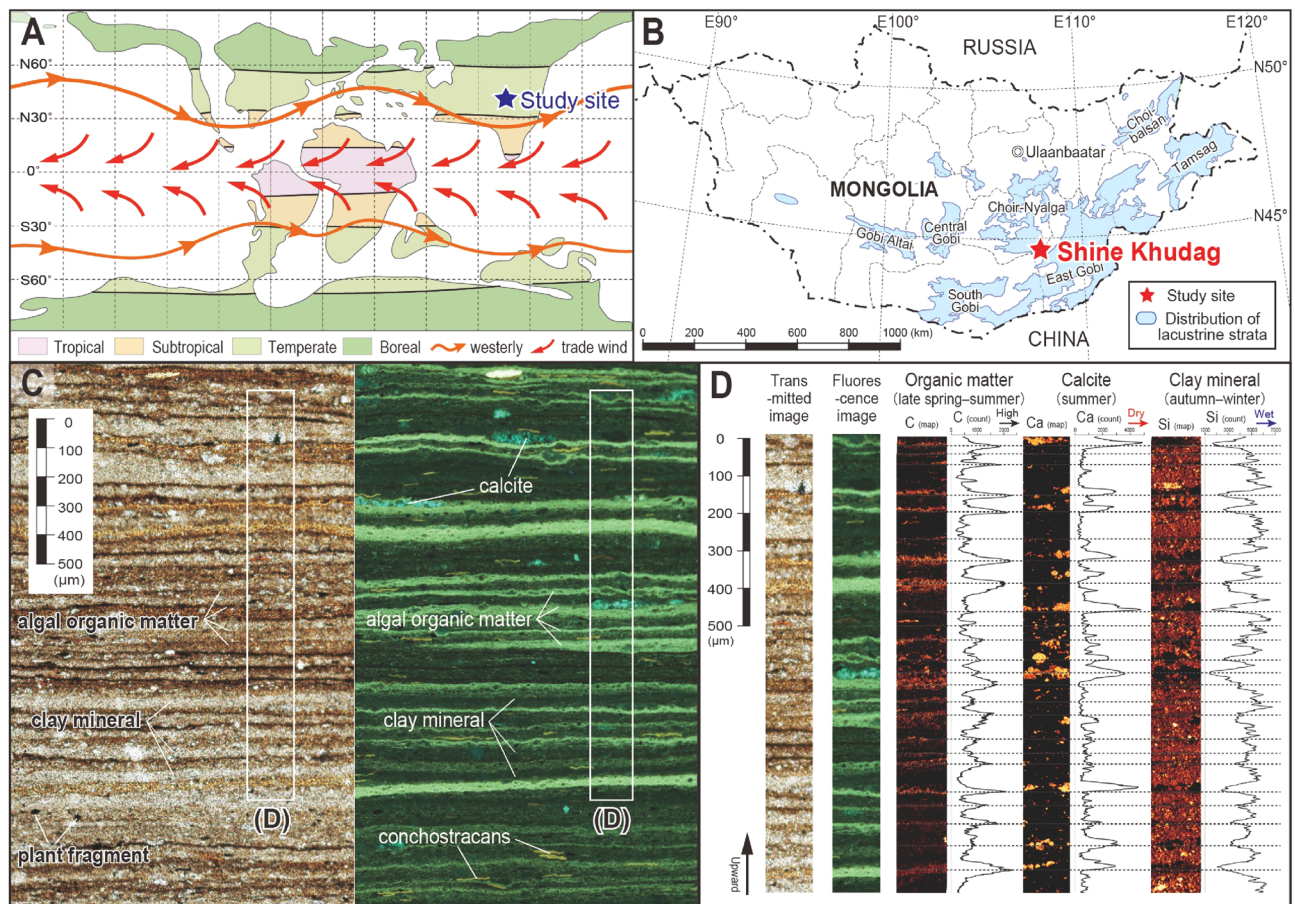 A
N60°
N30°
0°
S30°
S60°
Study site
Tropical
Subtropical
Temperate
Boreal
westerly
trade wind
B
E90°
E100°
E110°
E120°
N50°
N45°
RUSSIA
MONGOLIA
CHINA
Ulaanbaatar
Choi-
balsan
Tamsag
Choir-Nyalga
Gobi Altai
Central
Gobi
Shine Khudag
East Gobi
South
Gobi
0 200 400 600 800 1000 (km)
Study site
Distribution of
lacustrine strata
C
0
100
200
300
400
500
(μm)
algal organic matter
clay mineral
plant fragment
(D)
calcite
algal organic matter
clay mineral
conchostracans
(D)
D
Trans
-mitted
image
Fluores
-cence
image
Organic matter
(late spring–summer)
C (map)
C (count)
High
Calcite
(summer)
Ca (map)
Ca (count)
Dry
Clay mineral
(autumn–winter)
Si (map)
Si (count)
Wet
0
100
200
300
400
500
(μm)
Upward